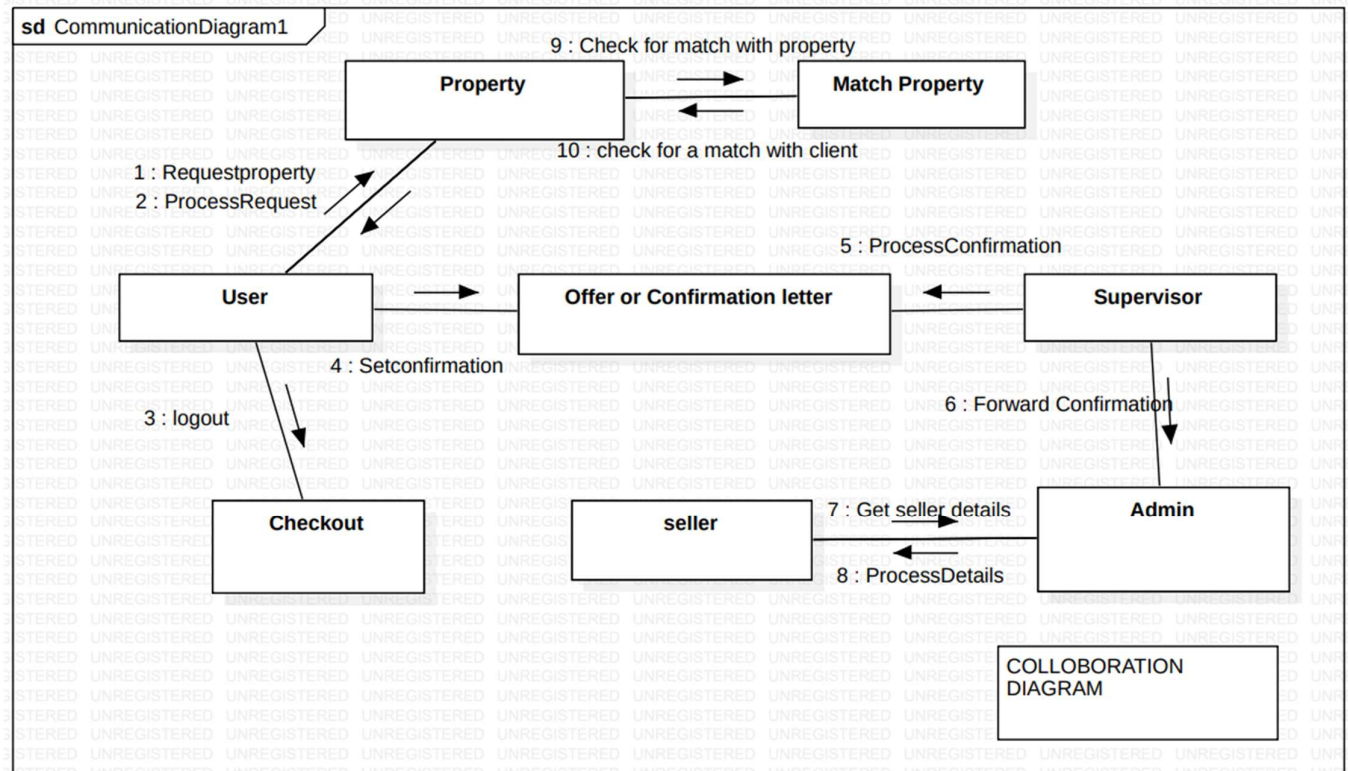 sd CommunicationDiagram1
9 : Check for match with property
Property
Match Property
10 : check for a match with client
1 : Requestproperty
2 : ProcessRequest
5 : ProcessConfirmation
User
Offer or Confirmation letter
Supervisor
4 : Setconfirmation
3 : logout
6 : Forward Confirmation
Checkout
seller
7 : Get seller details
Admin
8 : ProcessDetails
COLLOBORATION
DIAGRAM
UNREGISTERED